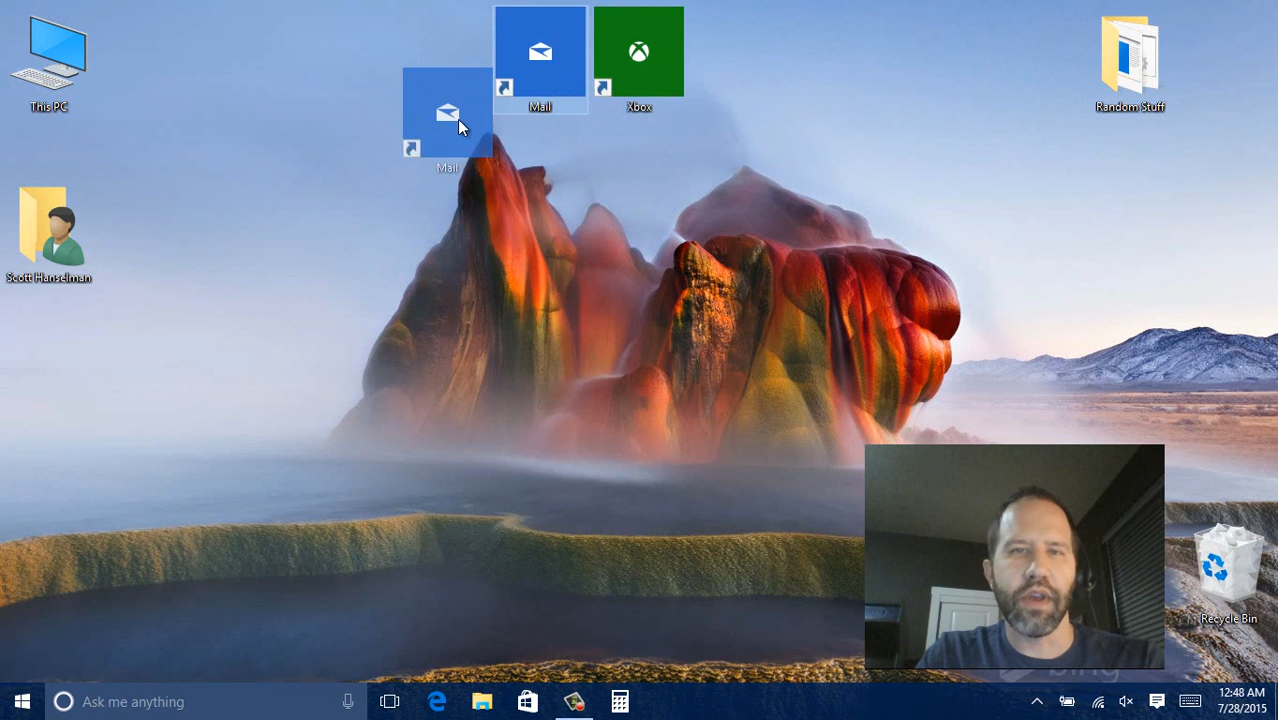 This PC
Mail
Xbox
Random Stuff
Mail
Scott Hanselman
Recycle Bin
bing
Ask me anything
12:48 AM
7/28/2015